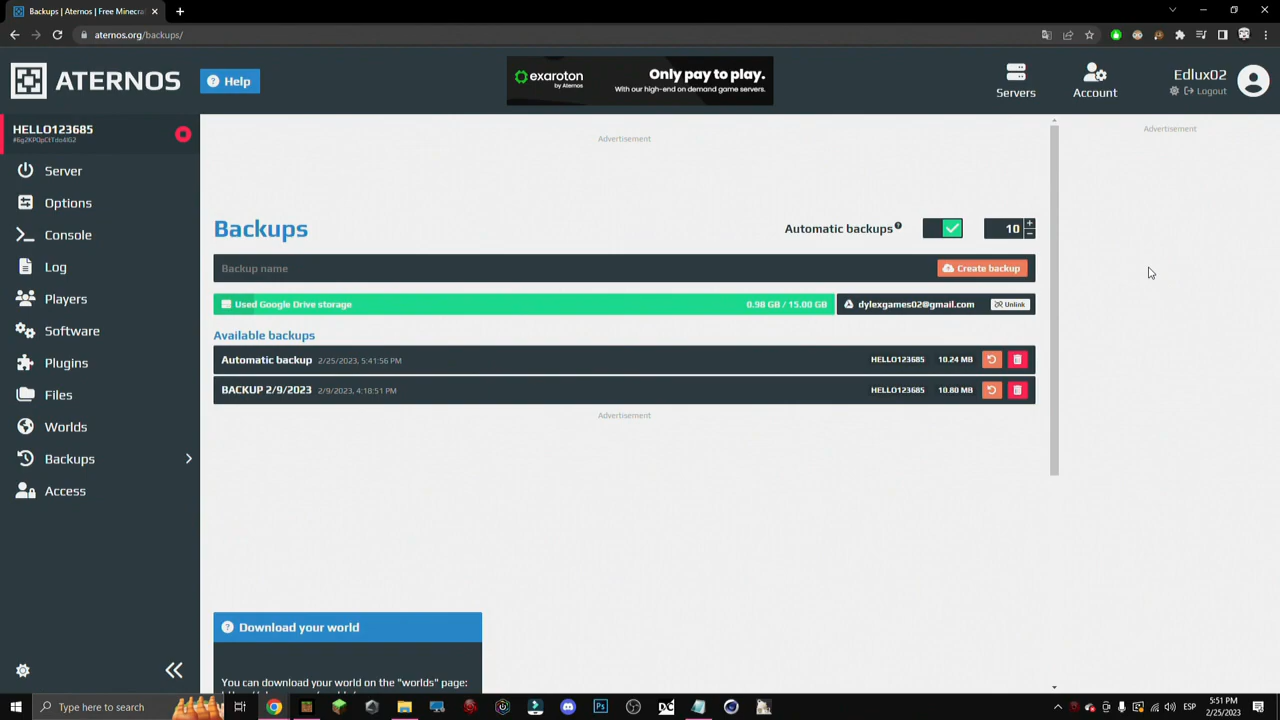 Backups | Aternos | Free Minecra
aternos.org/backups/
ATERNOS
Help
exaroton
by Aternos
Only pay to play.
With our high-end on demand game servers.
Servers
Account
Edlux02
Logout
HELLO123685
Advertisement
Advertisement
Server
Options
Console
Log
Players
Software
Plugins
Files
Worlds
Backups
Access
Backups
Automatic backups
10
Backup name
Create backup
Used Google Drive storage
0.98 GB / 15.00 GB
dylexgames02@gmail.com
Unlink
Available backups
Automatic backup 2/25/2023, 5:41:56 PM HELLO123685 10.24 MB
BACKUP 2/9/2023 2/9/2023, 4:18:51 PM HELLO123685 10.80 MB
Advertisement
Download your world
You can download your world on the "worlds" page:
Type here to search
ESP
5:51 PM
2/25/2023